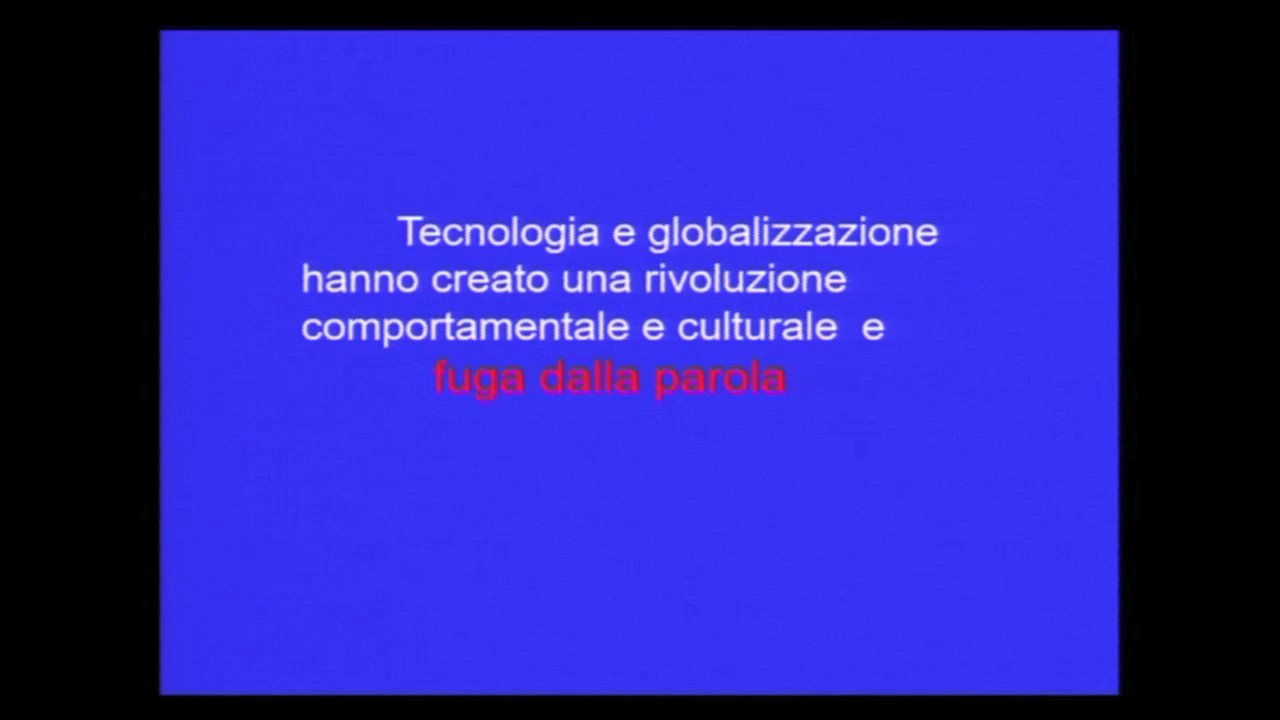 Tecnologia e globalizzazione
hanno creato una rivoluzione
comportamentale e culturale e
fuga dalla parola